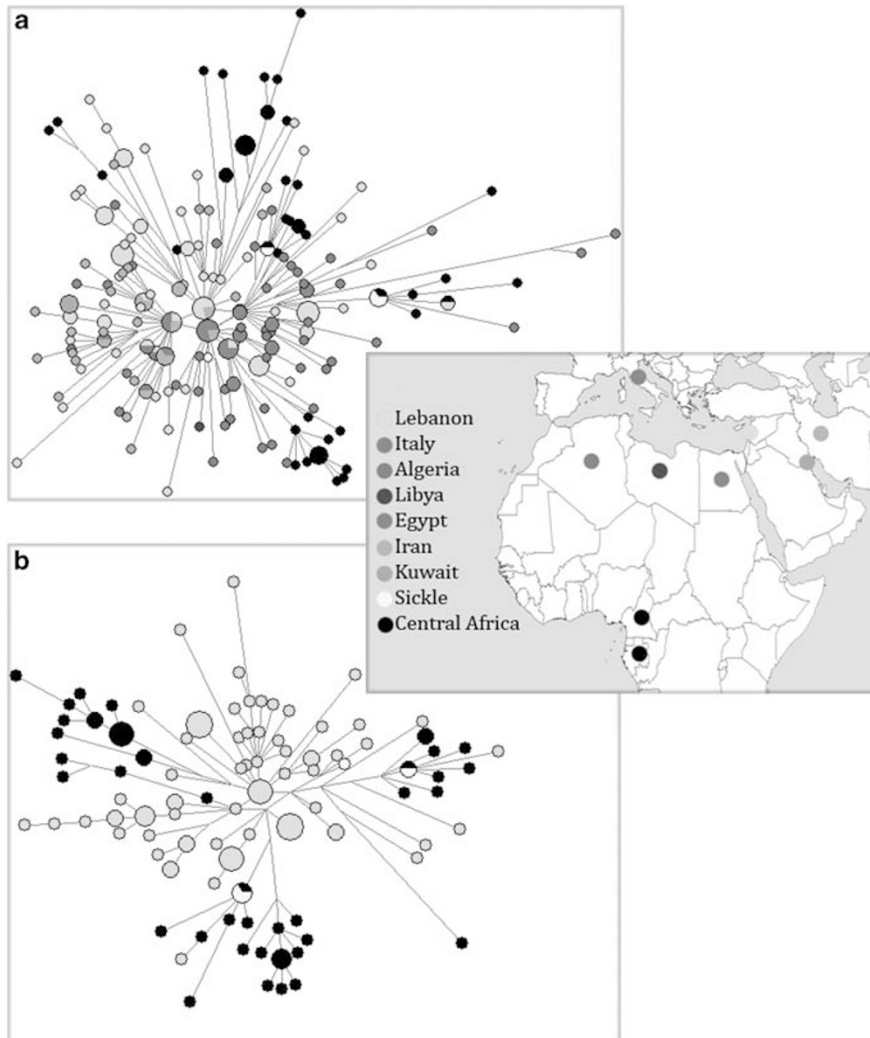 a
Lebanon
Italy
Algeria
Libya
Egypt
Iran
Kuwait
Sickle
Central Africa
b